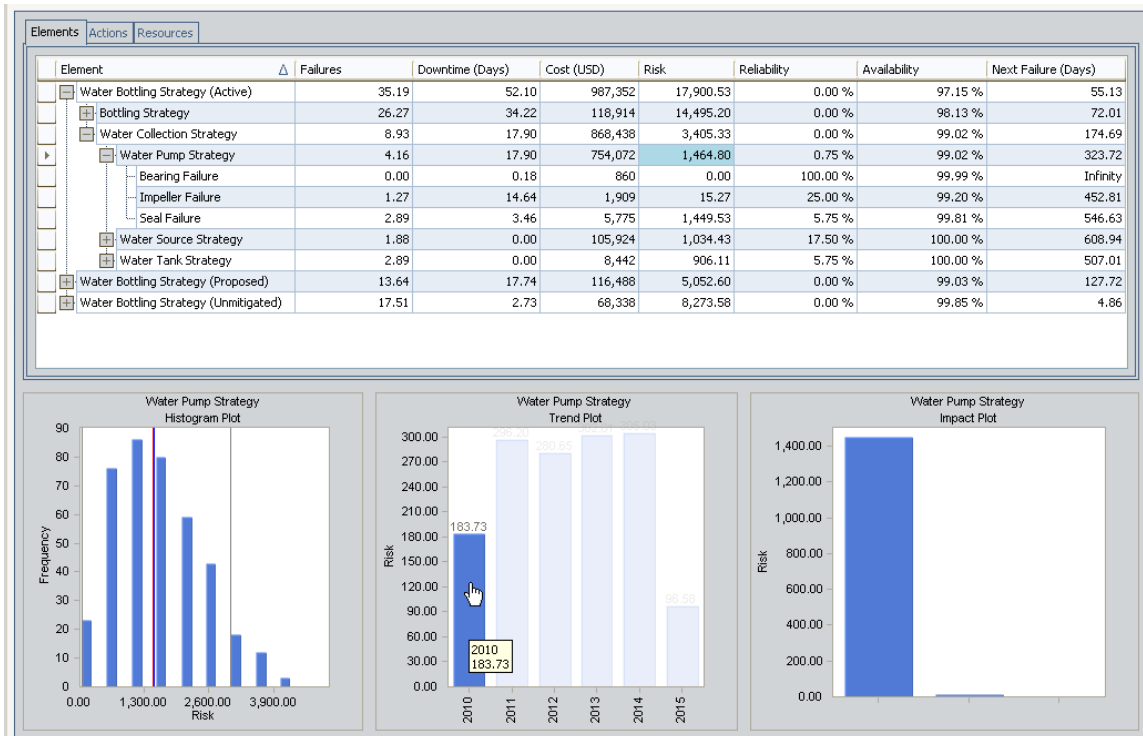 Elements Actions Resources
Element Failures Downtime (Days) Cost (USD) Risk Reliability Availability Next Failure (Days)
Water Bottling Strategy (Active) 35.19 52.10 987,352 17,900.53 0.00 % 97.15 % 55.13
Bottling Strategy 26.27 34.22 118,914 14,495.20 0.00 % 98.13 % 72.01
Water Collection Strategy 8.93 17.90 868,438 3,405.33 0.00 % 99.02 % 174.69
Water Pump Strategy 4.16 17.90 754,072 1,464.80 0.75 % 99.02 % 323.72
Bearing Failure 0.00 0.18 860 0.00 100.00 % 99.99 % Infinity
Impeller Failure 1.27 14.64 1,909 15.27 25.00 % 99.20 % 452.81
Seal Failure 2.89 3.46 5,775 1,449.53 5.75 % 99.81 % 546.63
Water Source Strategy 1.88 0.00 105,924 1,034.43 17.50 % 100.00 % 608.94
Water Tank Strategy 2.89 0.00 8,442 906.11 5.75 % 100.00 % 507.01
Water Bottling Strategy (Proposed) 13.64 17.74 116,488 5,052.60 0.00 % 99.03 % 127.72
Water Bottling Strategy (Unmitigated) 17.51 2.73 68,338 8,273.58 0.00 % 99.85 % 4.86
Water Pump Strategy
Histogram Plot
90
80
70
60
50
40
30
20
10
0
Frequency
0.00 1,300.00 2,600.00 3,900.00
Risk
Water Pump Strategy
Trend Plot
300.00
270.00
240.00
210.00
180.00
150.00
120.00
90.00
60.00
30.00
0.00
Risk
183.73
296.20
280.65
96.58
2010
183.73
2010 2011 2012 2013 2014 2015
Water Pump Strategy
Impact Plot
1,400.00
1,200.00
1,000.00
800.00
600.00
400.00
200.00
0.00
Risk